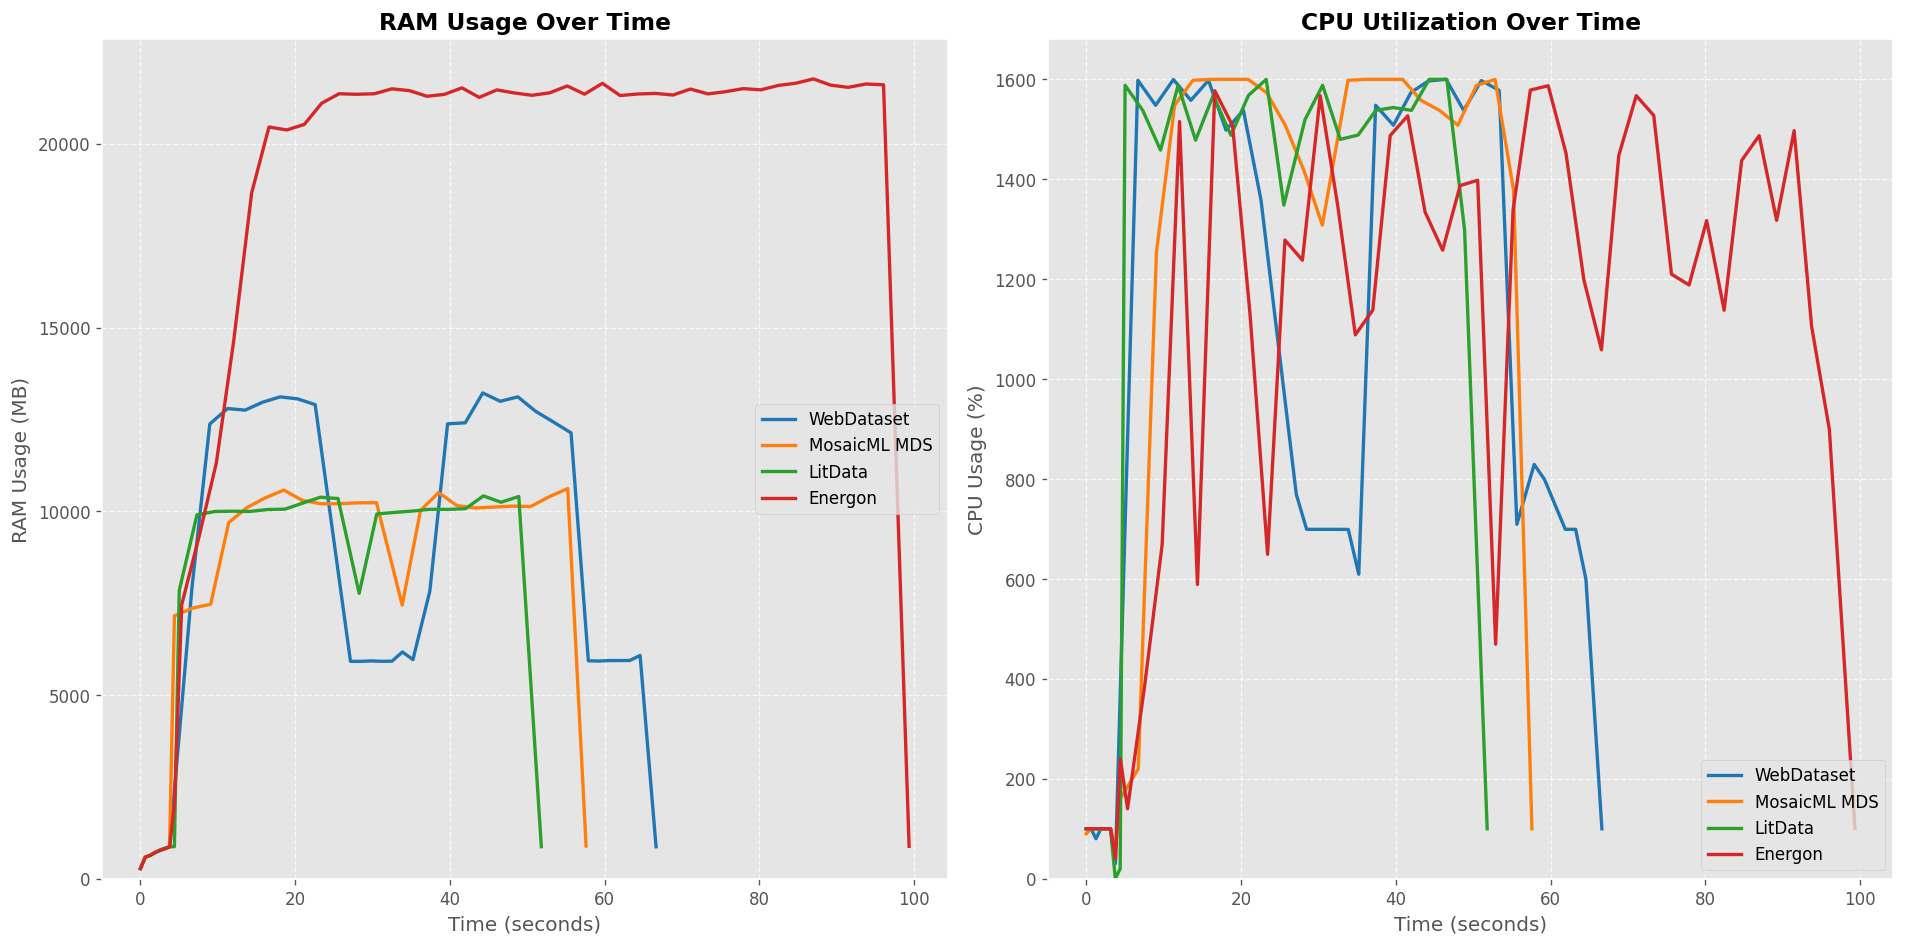 RAM Usage Over Time
RAM Usage (MB)
20000
15000
10000
5000
0
0 20 40 60 80 100
Time (seconds)
WebDataset
MosaicML MDS
LitData
Energon
CPU Utilization Over Time
CPU Usage (%)
1600
1400
1200
1000
800
600
400
200
0
0 20 40 60 80 100
Time (seconds)
WebDataset
MosaicML MDS
LitData
Energon